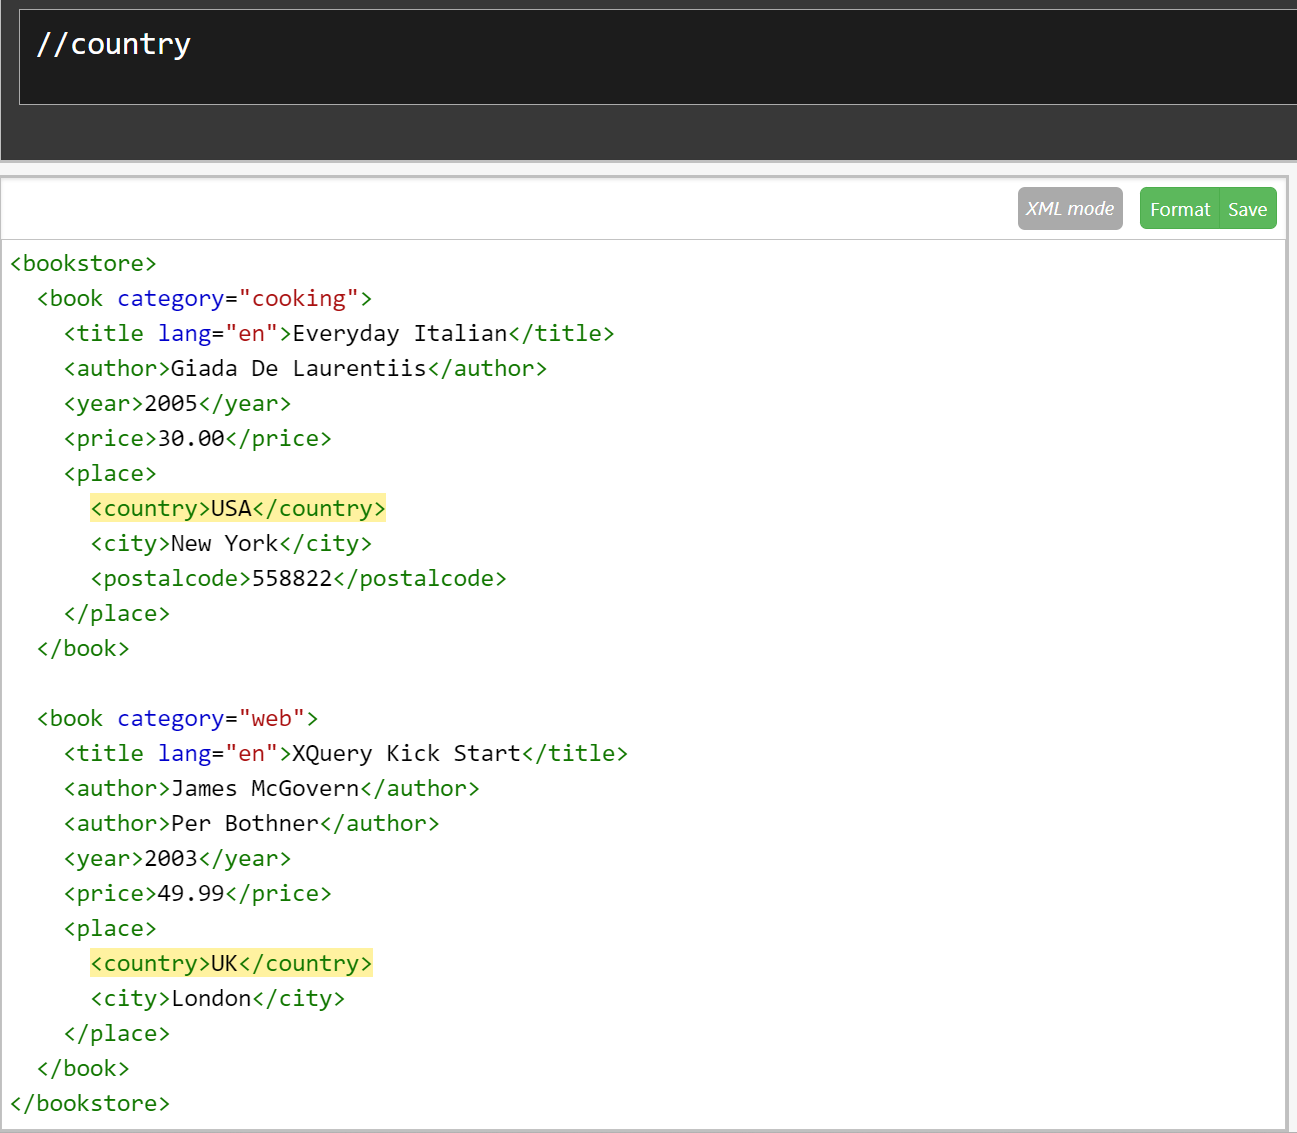 //country
XML mode Format Save
<bookstore>
  <book category="cooking">
    <title lang="en">Everyday Italian</title>
    <author>Giada De Laurentiis</author>
    <year>2005</year>
    <price>30.00</price>
    <place>
      <country>USA</country>
      <city>New York</city>
      <postalcode>558822</postalcode>
    </place>
  </book>
  <book category="web">
    <title lang="en">XQuery Kick Start</title>
    <author>James McGovern</author>
    <author>Per Bothner</author>
    <year>2003</year>
    <price>49.99</price>
    <place>
      <country>UK</country>
      <city>London</city>
    </place>
  </book>
</bookstore>